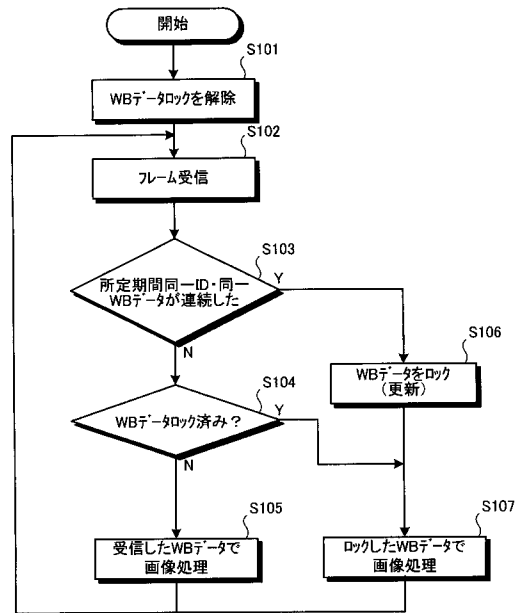 開始
S101
WBデータロックを解除
S102
フレーム受信
S103
所定期間同一ID・同一
WBデータが連続した
Y
N
S106
WBデータをロック
(更新)
S104
WBデータロック済み？
Y
N
S105
受信したWBデータで
画像処理
S107
ロックしたWBデータで
画像処理